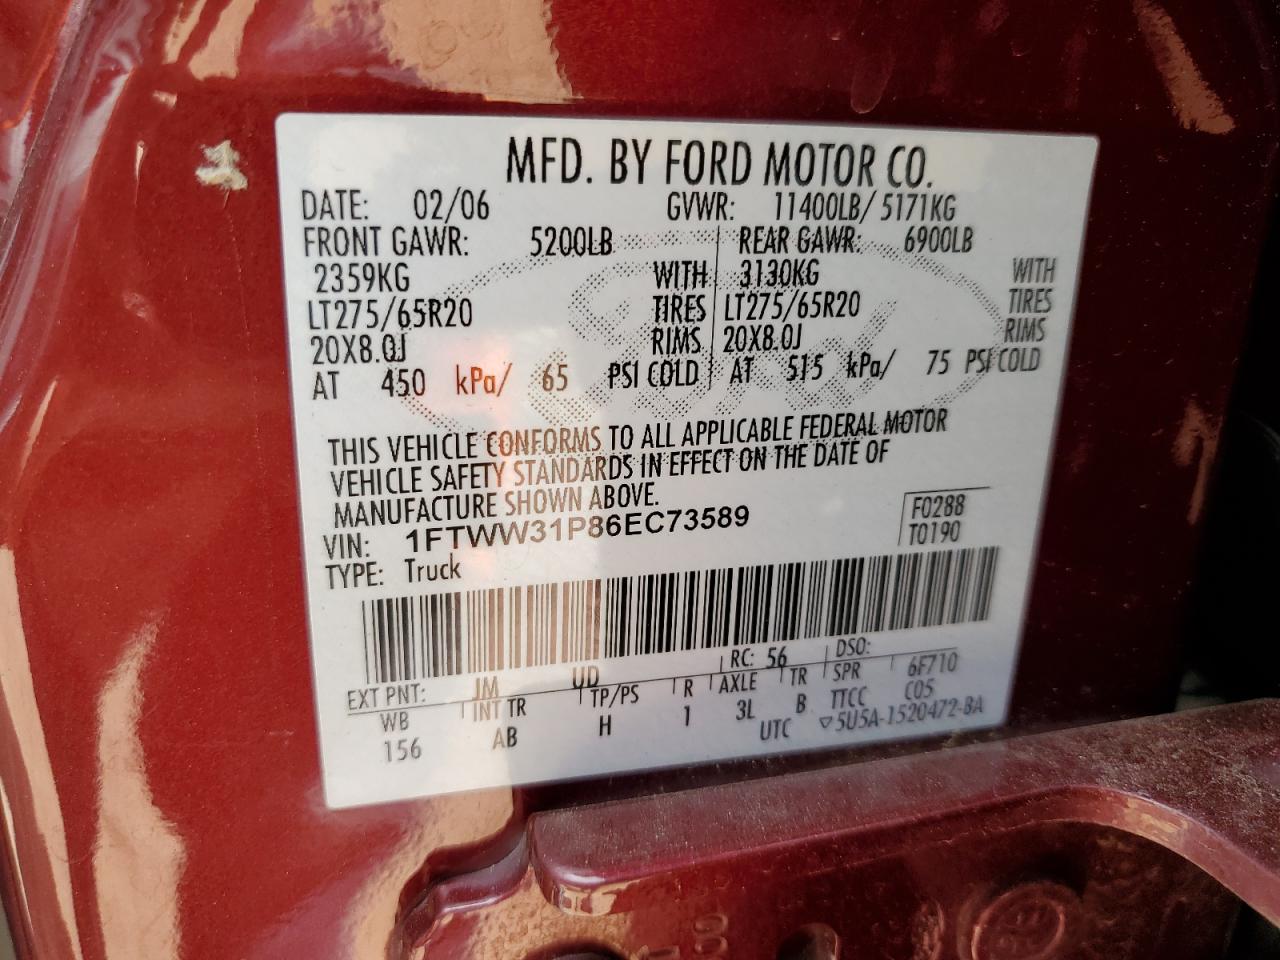 MFD. BY FORD MOTOR CO.
DATE: 02/06 GVWR: 11400LB/ 5171KG
FRONT GAWR: 5200LB REAR GAWR: 6900LB
2359KG WITH 3130KG WITH
LT275/65R20 TIRES LT275/65R20 TIRES
20X8.0J RIMS 20X8.0J RIMS
AT 450 kPa/ 65 PSI COLD AT 515 kPa/ 75 PSI COLD
THIS VEHICLE CONFORMS TO ALL APPLICABLE FEDERAL MOTOR
VEHICLE SAFETY STANDARDS IN EFFECT ON THE DATE OF
MANUFACTURE SHOWN ABOVE.
VIN: 1FTWW31P86EC73589 F0288
TYPE: Truck T0190
EXT PNT: JM UD RC: 56 DSO:
WB INT TR TP/PS R AXLE TR SPR 6F710
156 AB H 1 3L B TTCC C05
UTC ▽5U5A-1520472-BA